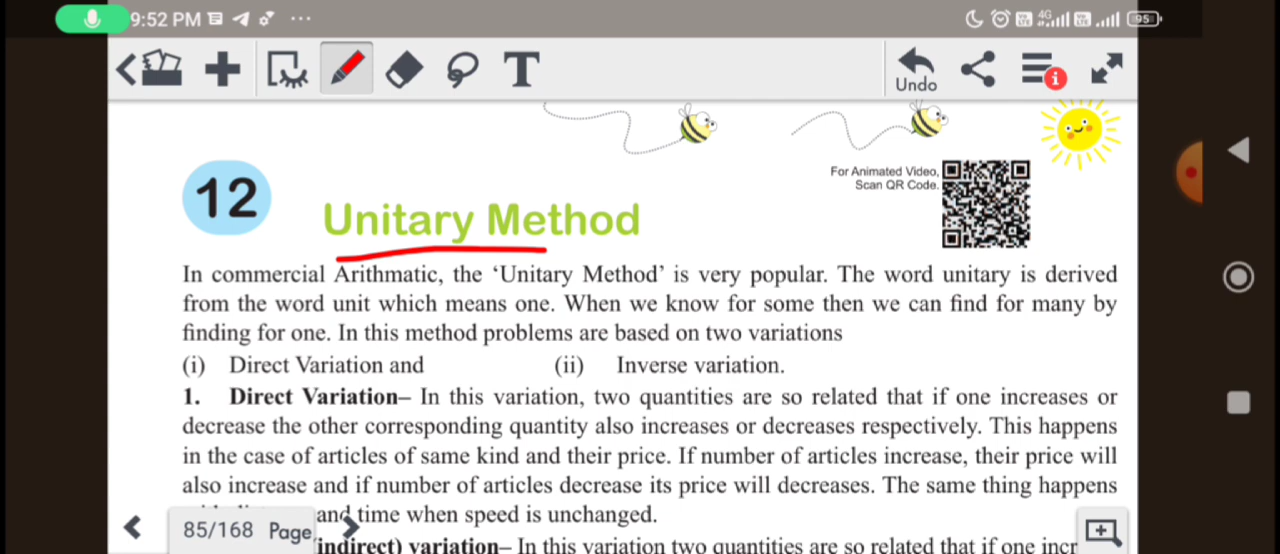 9:52 PM
4G
95
T
Undo
For Animated Video,
Scan QR Code.
12
Unitary Method
In commercial Arithmatic, the ‘Unitary Method’ is very popular. The word unitary is derived
from the word unit which means one. When we know for some then we can find for many by
finding for one. In this method problems are based on two variations
(i) Direct Variation and (ii) Inverse variation.
1. Direct Variation– In this variation, two quantities are so related that if one increases or
decrease the other corresponding quantity also increases or decreases respectively. This happens
in the case of articles of same kind and their price. If number of articles increase, their price will
also increase and if number of articles decrease its price will decreases. The same thing happens
and time when speed is unchanged.
85/168 Page
(indirect) variation– In this variation two quantities are so related that if one incr